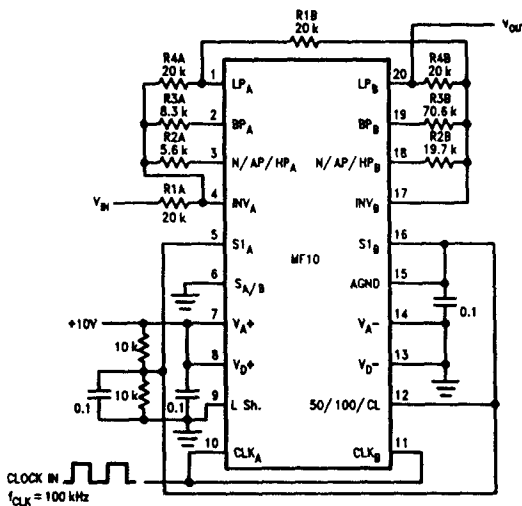 R1B
20 k
V_OUT
R4A
20 k
1
LP_A
LP_B
20
R4B
20 k
R3A
8.3 k
2
BP_A
BP_B
19
R3B
70.6 k
R2A
5.6 k
3
N/AP/HP_A
N/AP/HP_B
18
R2B
19.7 k
V_IN
R1A
20 k
4
INV_A
INV_B
17
5
S1_A
S1_B
16
MF10
6
S_A/B
AGND
15
0.1
+10V
7
V_A+
V_A-
14
10 k
8
V_D+
V_D-
13
0.1
10 k
0.1
9
L Sh.
50/100/CL
12
10
CLK_A
CLK_B
11
CLOCK IN
f_CLK = 100 kHz